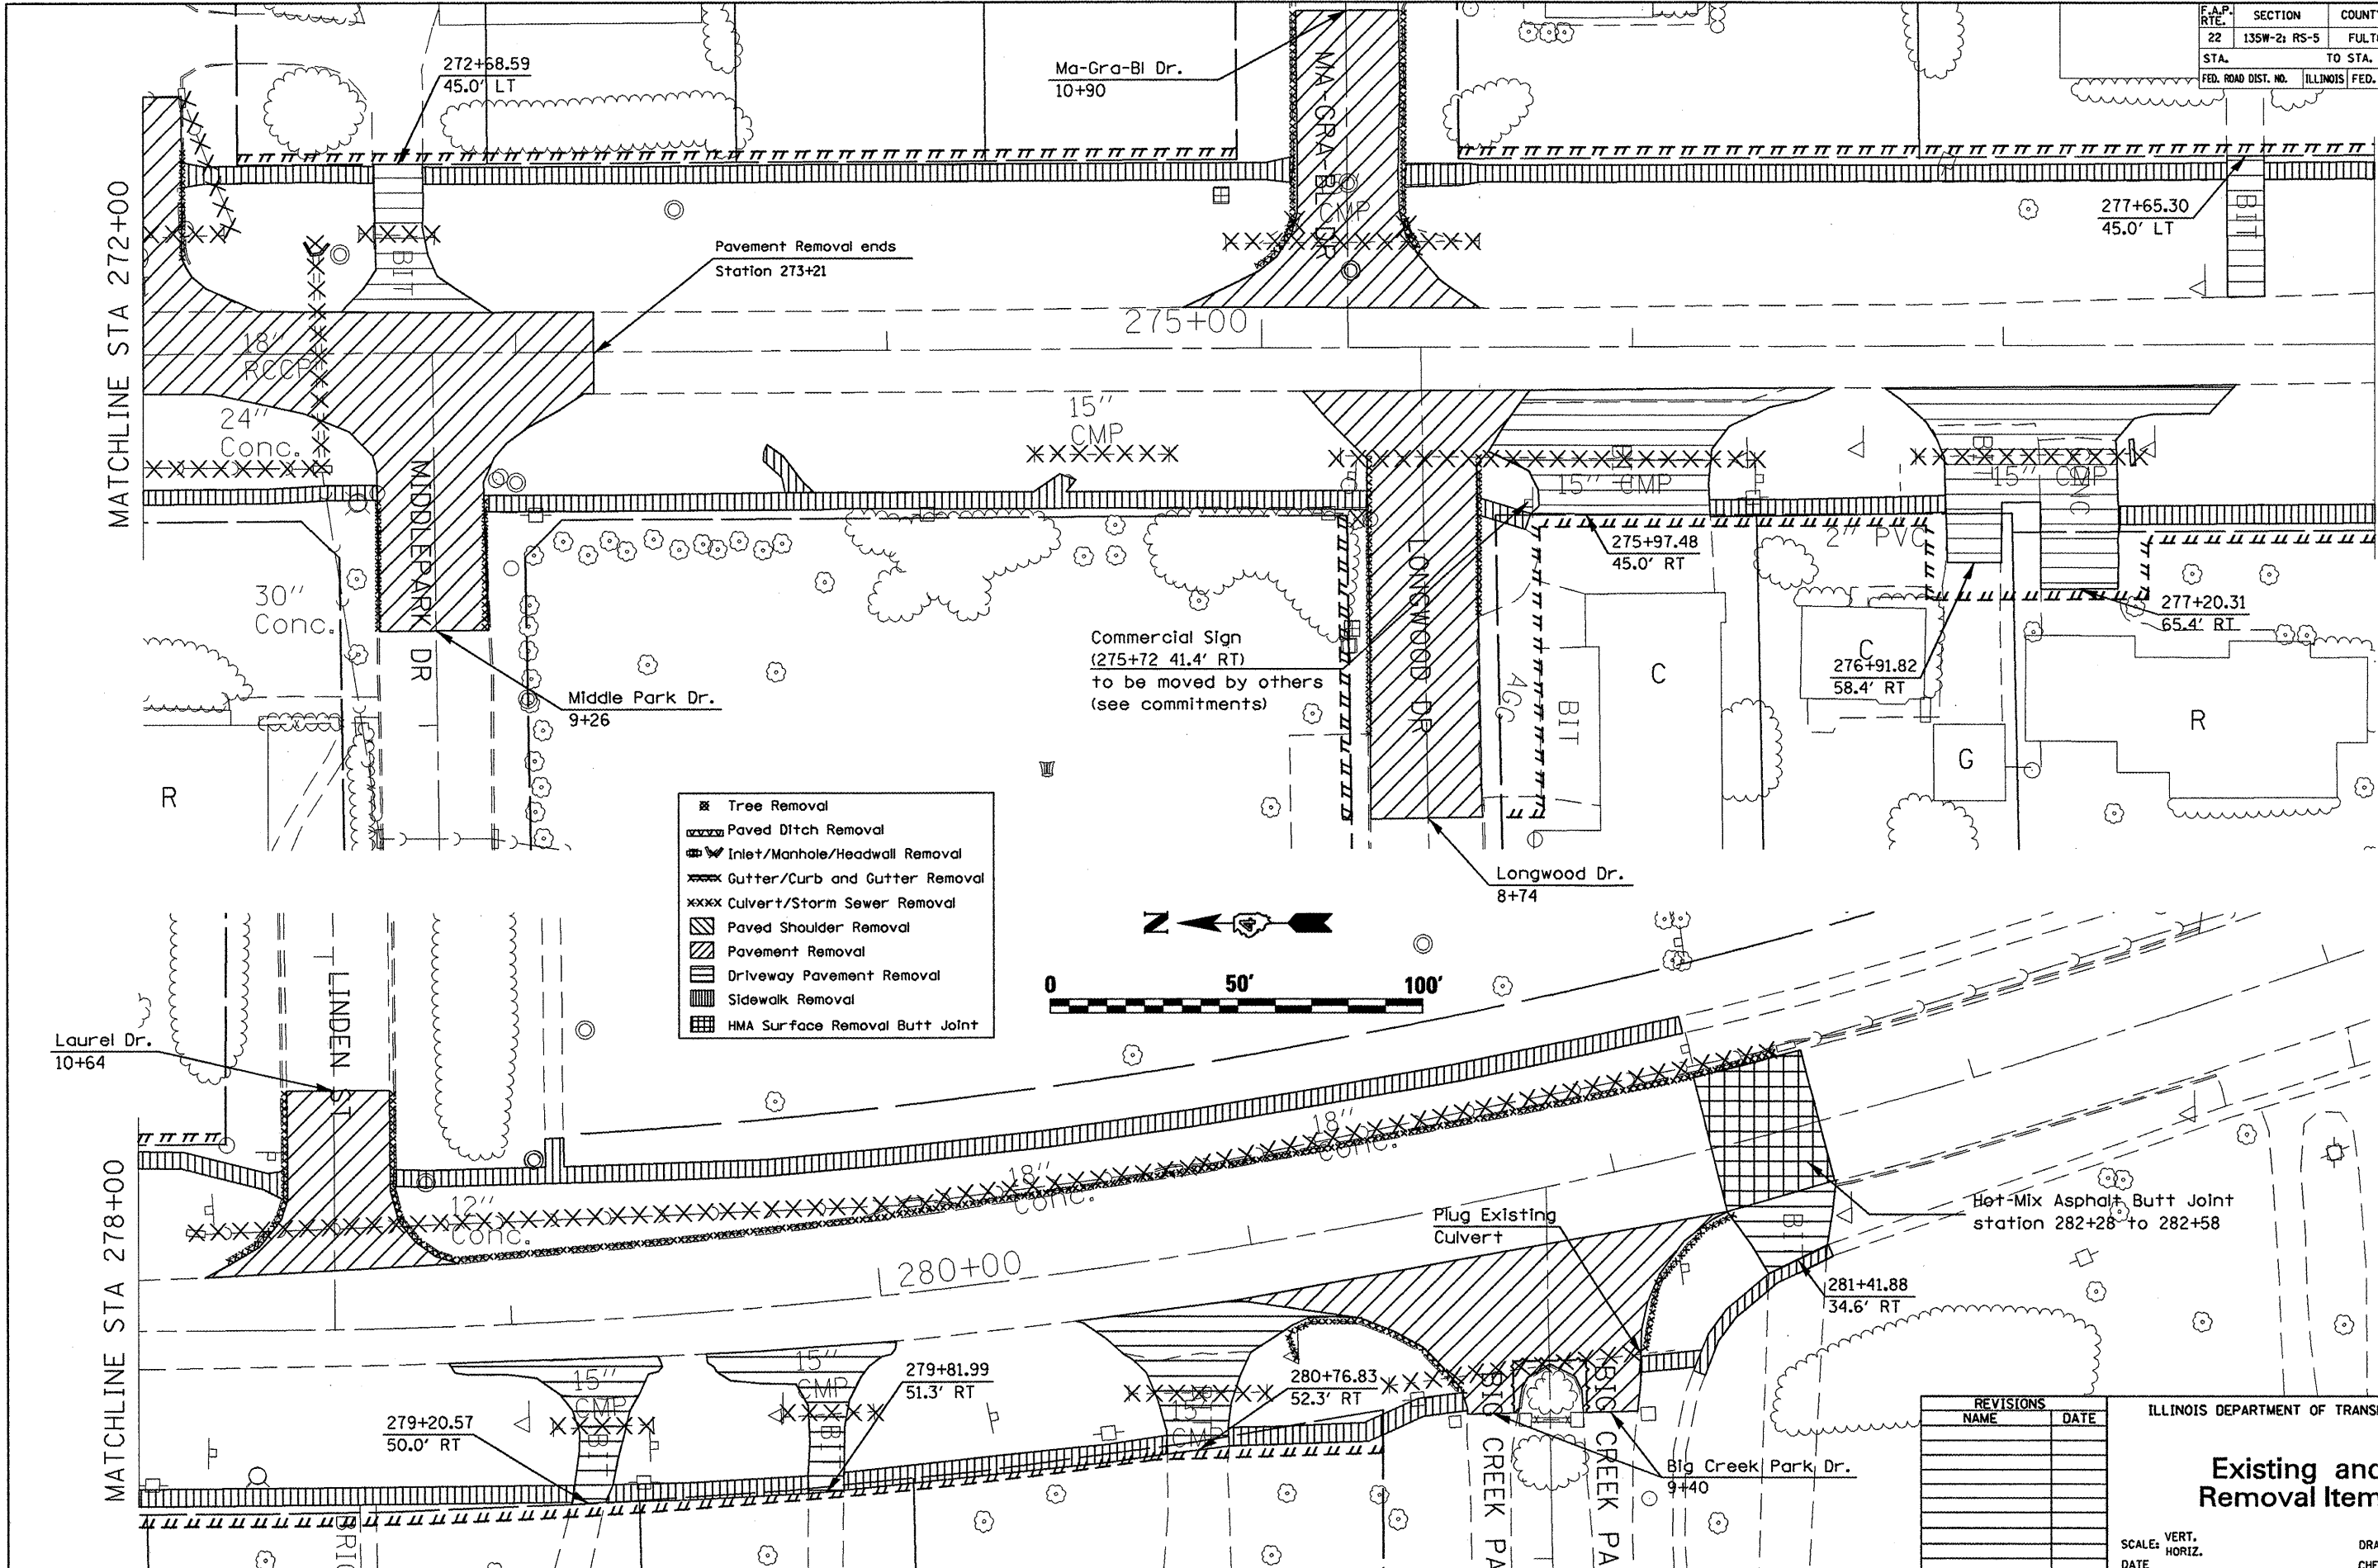 F.A.P. RTE. SECTION COUNT
22 135W-2; RS-5 FULT
STA. TO STA.
FED. ROAD DIST. NO. ILLINOIS FED.
272+68.59
45.0' LT
Ma-Gra-Bl Dr.
10+90
MA-GRA-BL DR
CMP
277+65.30
45.0' LT
BIT
BIT
MATCHLINE STA 272+00
Pavement Removal ends
Station 273+21
275+00
18"
RCCP
24"
Conc.
15"
CMP
15" CMP
15" CMP
MIDDLEPARK DR
LONGWOOD DR
275+97.48
45.0' RT
2" PVC
30"
Conc.
277+20.31
65.4' RT
Commercial Sign
(275+72 41.4' RT)
to be moved by others
(see commitments)
C
276+91.82
58.4' RT
Middle Park Dr.
9+26
AGG
BIT
C
R
G
R
Tree Removal
Paved Ditch Removal
Inlet/Manhole/Headwall Removal
Gutter/Curb and Gutter Removal
Culvert/Storm Sewer Removal
Paved Shoulder Removal
Pavement Removal
Driveway Pavement Removal
Sidewalk Removal
HMA Surface Removal Butt Joint
Longwood Dr.
8+74
N
0 50' 100'
LINDEN ST
Laurel Dr.
10+64
MATCHLINE STA 278+00
12"
Conc.
18"
Conc.
18"
Conc.
280+00
Plug Existing
Culvert
Hot-Mix Asphalt Butt Joint
station 282+28 to 282+58
281+41.88
34.6' RT
15"
CMP
BIT
15"
CMP
BIT
279+81.99
51.3' RT
280+76.83
52.3' RT
15"
CMP
279+20.57
50.0' RT
BIG CREEK PA
BIG CREEK PA
Big Creek Park Dr.
9+40
BRIC
REVISIONS
NAME DATE
ILLINOIS DEPARTMENT OF TRANS
Existing and
Removal Item
SCALE: VERT.
HORIZ.
DATE
DR
CHE